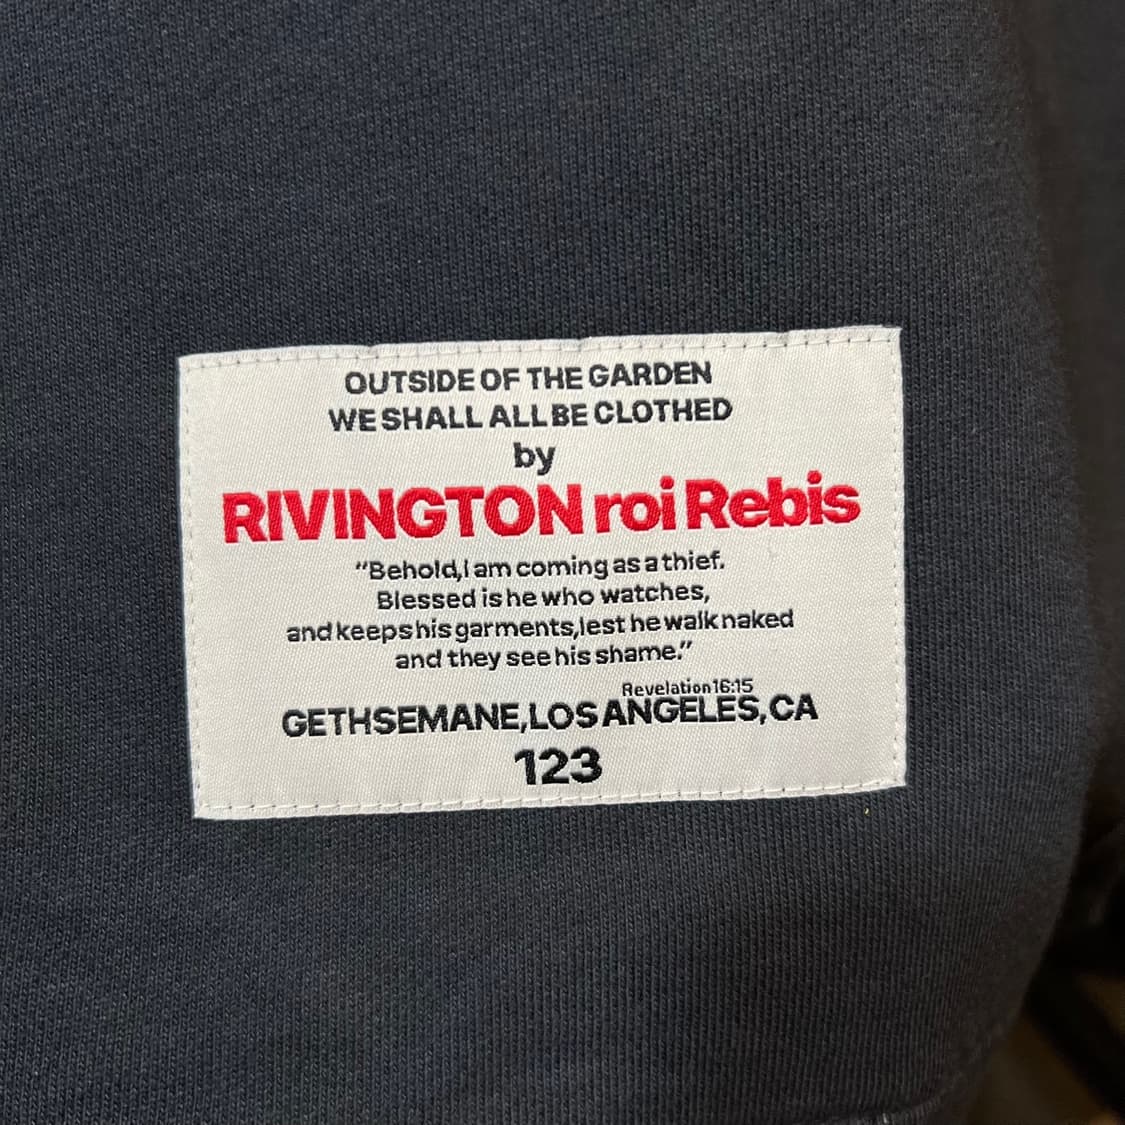 OUTSIDE OF THE GARDEN
WE SHALL ALL BE CLOTHED
by
RIVINGTON roi Rebis
“Behold, I am coming as a thief.
Blessed is he who watches,
and keeps his garments, lest he walk naked
and they see his shame.”
Revelation 16:15
GETHSEMANE, LOS ANGELES, CA
123